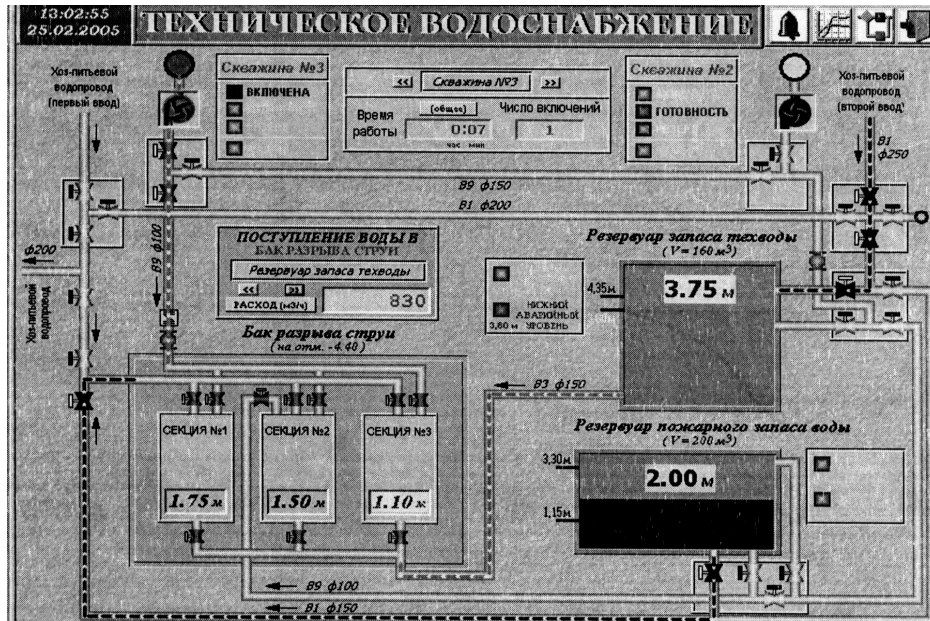 13:02:55
25.02.2005
ТЕХНИЧЕСКОЕ ВОДОСНАБЖЕНИЕ
Хоз-питьевой
водопровод
(первый ввод)
Скважина №3
ВКЛЮЧЕНА
<< Скважина №3 >>
Время
работы
(общее)
0:07
час мин
Число включений
1
Скважина №2
ГОТОВНОСТЬ
Хоз-питьевой
водопровод
(второй ввод)
В1
ф250
В9 ф150
В1 ф200
ф200
Хоз-питьевой
водопровод
В9 ф100
ПОСТУПЛЕНИЕ ВОДЫ В
БАК РАЗРЫВА СТРУИ
Резервуар запаса техводы
<< >>
РАСХОД (м3/ч)
830
Резервуар запаса техводы
(V=160 м³)
4,35м
3.75 м
НИЖНИЙ
АВАРИЙНЫЙ
3,80 м УРОВЕНЬ
Бак разрыва струи
(на отм. -4.40)
В3 ф150
СЕКЦИЯ №1
СЕКЦИЯ №2
СЕКЦИЯ №3
1.75 м
1.50 м
1.10 м
Резервуар пожарного запаса воды
(V=200 м³)
3,30м
2.00 м
1,15м
В9 ф100
В1 ф150